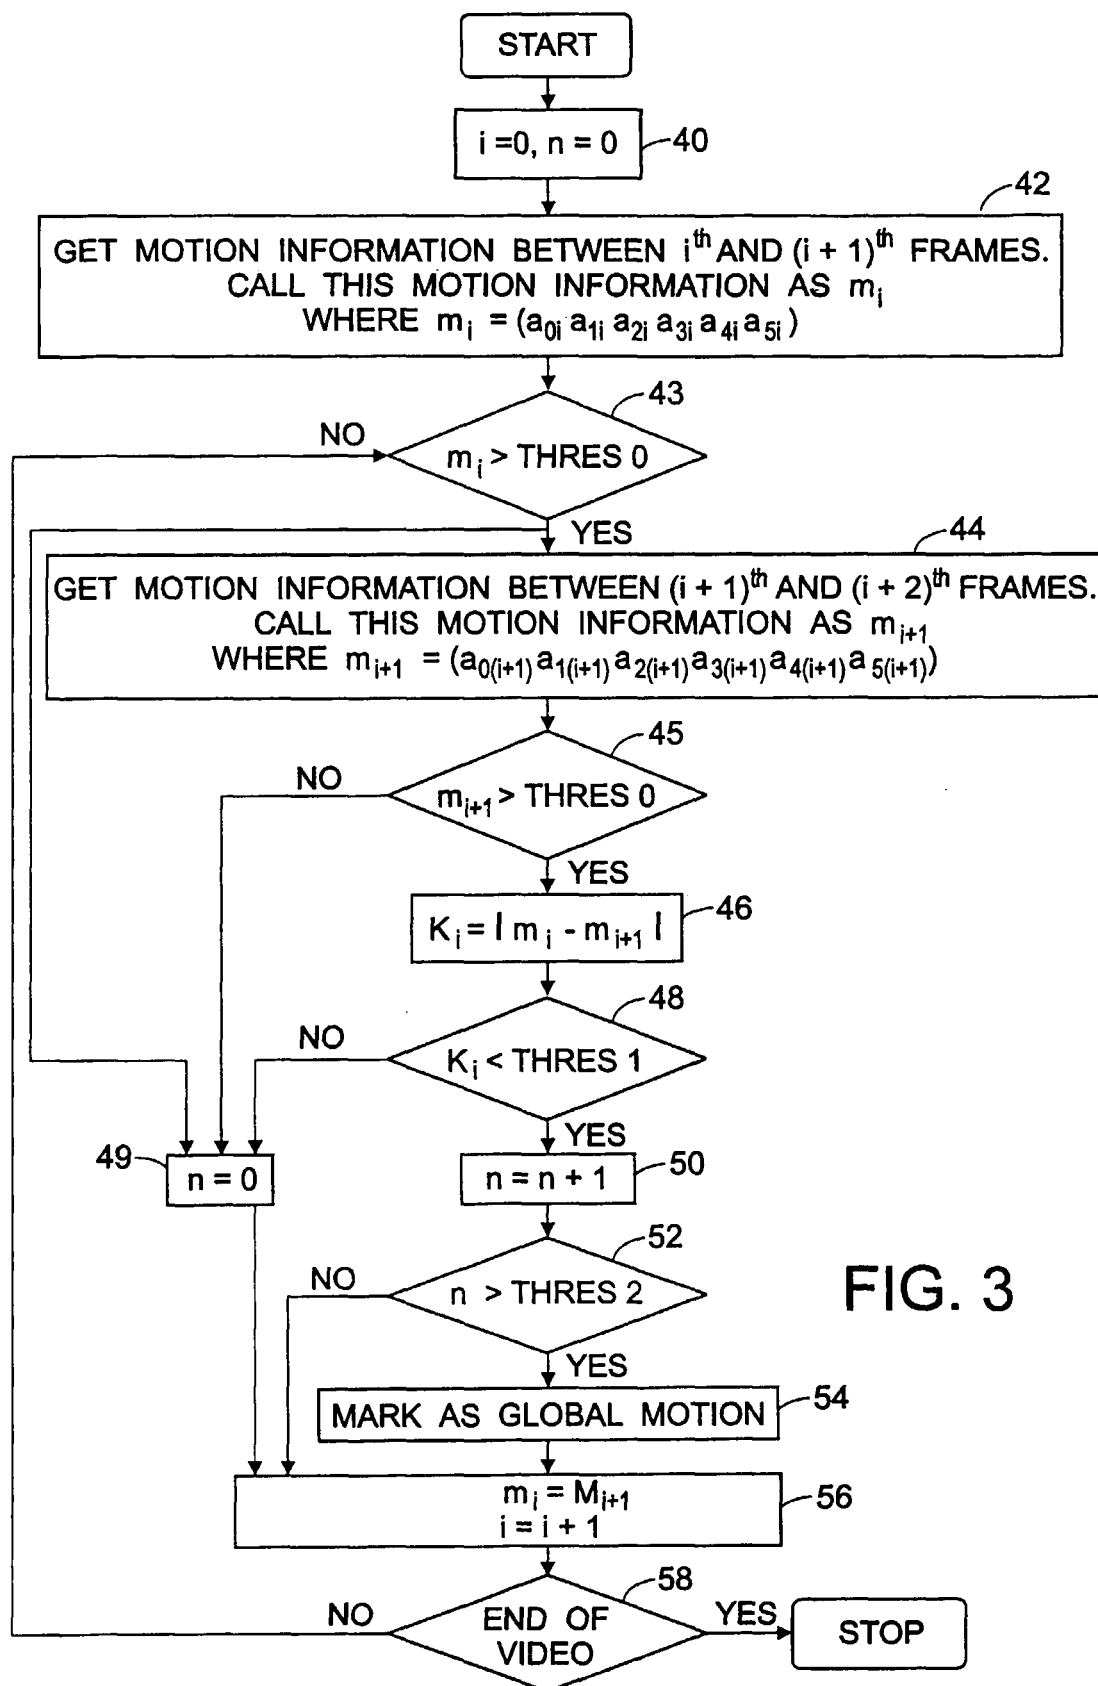 START
i =0, n = 0
40
42
GET MOTION INFORMATION BETWEEN i^th AND (i + 1)^th FRAMES.
CALL THIS MOTION INFORMATION AS m_i
WHERE m_i = (a_0i a_1i a_2i a_3i a_4i a_5i)
43
NO
m_i > THRES 0
YES
44
GET MOTION INFORMATION BETWEEN (i + 1)^th AND (i + 2)^th FRAMES.
CALL THIS MOTION INFORMATION AS m_i+1
WHERE m_i+1 = (a_0(i+1) a_1(i+1) a_2(i+1) a_3(i+1) a_4(i+1) a_5(i+1))
45
NO
m_i+1 > THRES 0
YES
46
K_i = | m_i - m_i+1 |
48
NO
K_i < THRES 1
YES
49
n = 0
50
n = n + 1
52
NO
n > THRES 2
FIG. 3
YES
54
MARK AS GLOBAL MOTION
m_i = M_i+1
i = i + 1
56
58
NO
END OF
VIDEO
YES
STOP